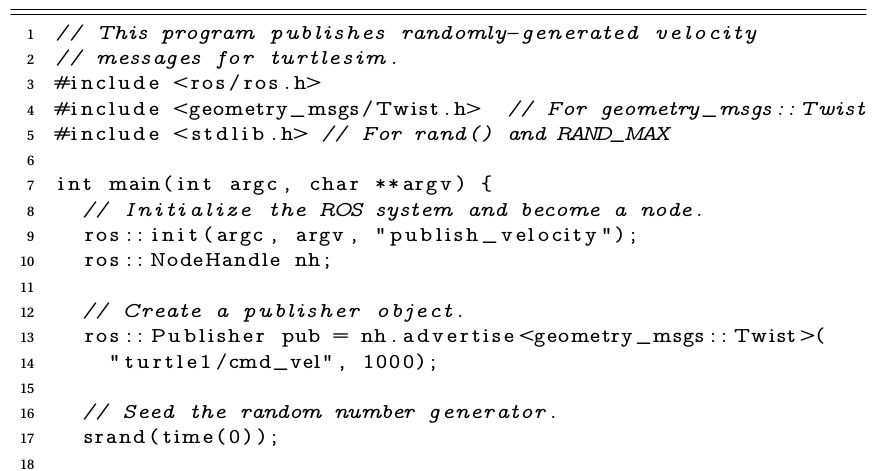 1 // This program publishes randomly-generated velocity
2 // messages for turtlesim.
3 #include <ros/ros.h>
4 #include <geometry_msgs/Twist.h> // For geometry_msgs::Twist
5 #include <stdlib.h> // For rand() and RAND_MAX
6
7 int main(int argc, char **argv) {
8 // Initialize the ROS system and become a node.
9 ros::init(argc, argv, "publish_velocity");
10 ros::NodeHandle nh;
11
12 // Create a publisher object.
13 ros::Publisher pub = nh.advertise<geometry_msgs::Twist>(
14 "turtle1/cmd_vel", 1000);
15
16 // Seed the random number generator.
17 srand(time(0));
18